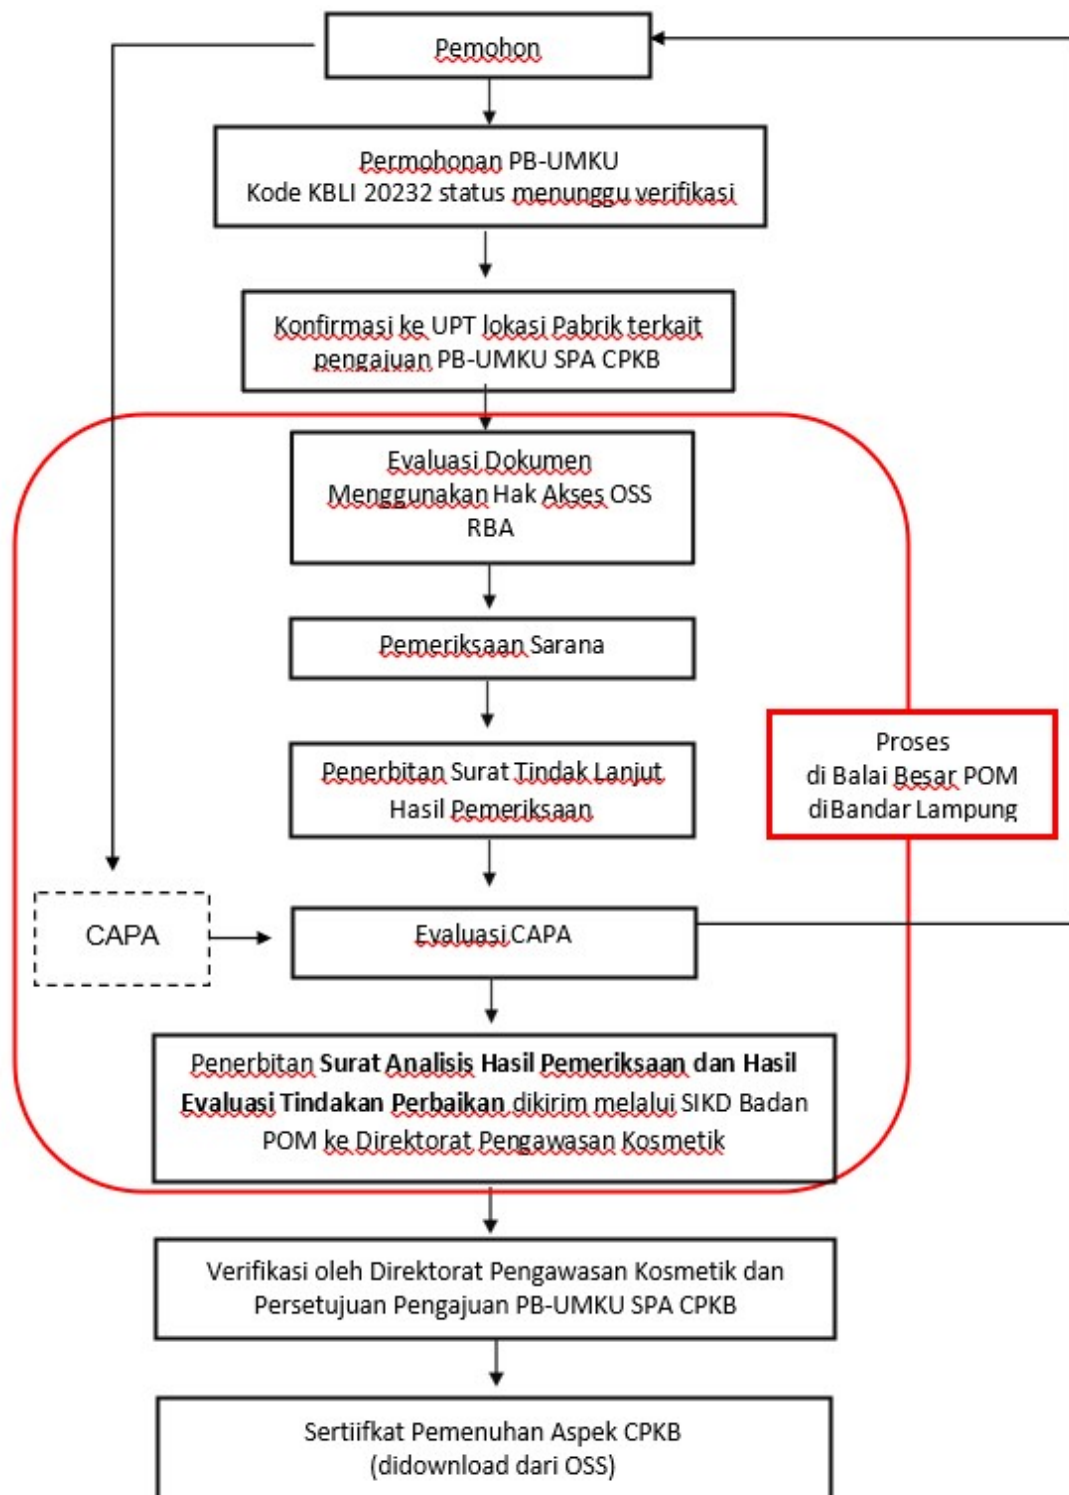 Pemohon
Permohonan PB-UMKU
Kode KBLI 20232 status menunggu verifikasi
Konfirmasi ke UPT lokasi Pabrik terkait
pengajuan PB-UMKU SPA CPKB
Evaluasi Dokumen
Menggunakan Hak Akses OSS
RBA
Pemeriksaan Sarana
Penerbitan Surat Tindak Lanjut
Hasil Pemeriksaan
Proses
di Balai Besar POM
diBandar Lampung
CAPA
Evaluasi CAPA
Penerbitan Surat Analisis Hasil Pemeriksaan dan Hasil
Evaluasi Tindakan Perbaikan dikirim melalui SIKD Badan
POM ke Direktorat Pengawasan Kosmetik
Verifikasi oleh Direktorat Pengawasan Kosmetik dan
Persetujuan Pengajuan PB-UMKU SPA CPKB
Sertiifkat Pemenuhan Aspek CPKB
(didownload dari OSS)